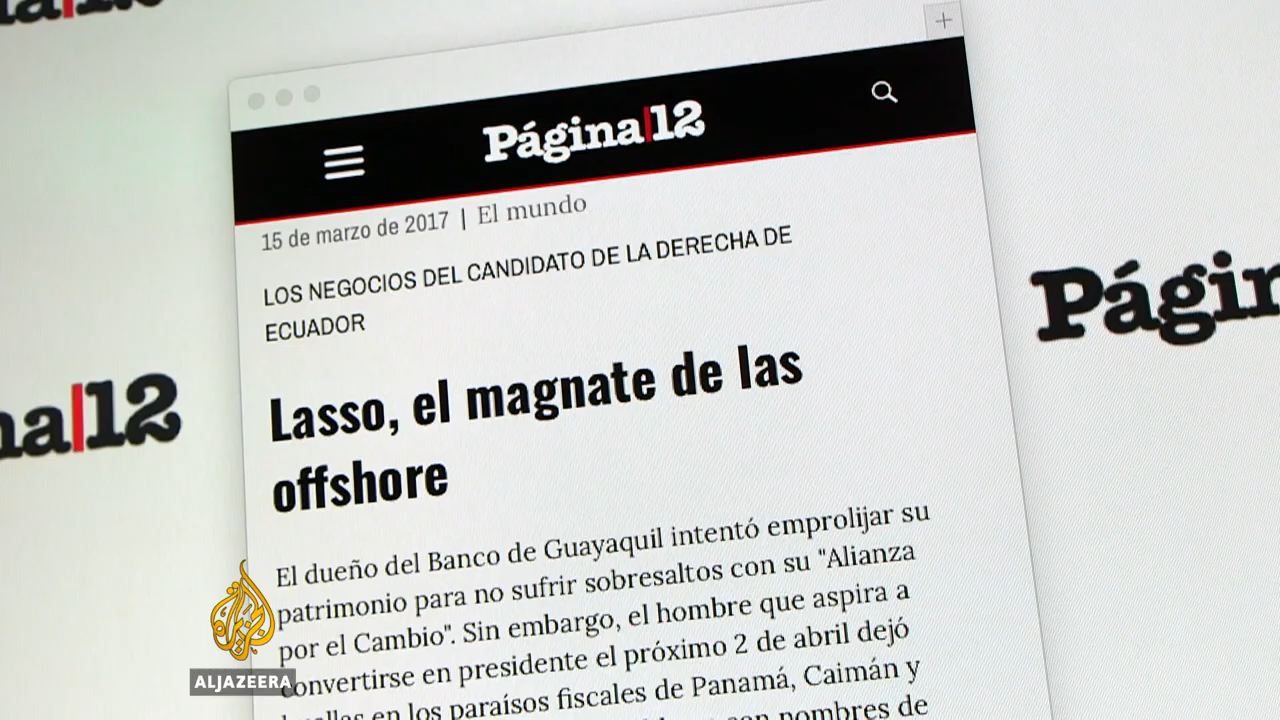 Página|12
15 de marzo de 2017 | El mundo
LOS NEGOCIOS DEL CANDIDATO DE LA DERECHA DE
ECUADOR
Lasso, el magnate de las
offshore
El dueño del Banco de Guayaquil intentó emprolijar su
patrimonio para no sufrir sobresaltos con su "Alianza
por el Cambio". Sin embargo, el hombre que aspira a
convertirse en presidente el próximo 2 de abril dejó
en los paraísos fiscales de Panamá, Caimán y
nombres de
Págin
na|12
ALJAZEERA